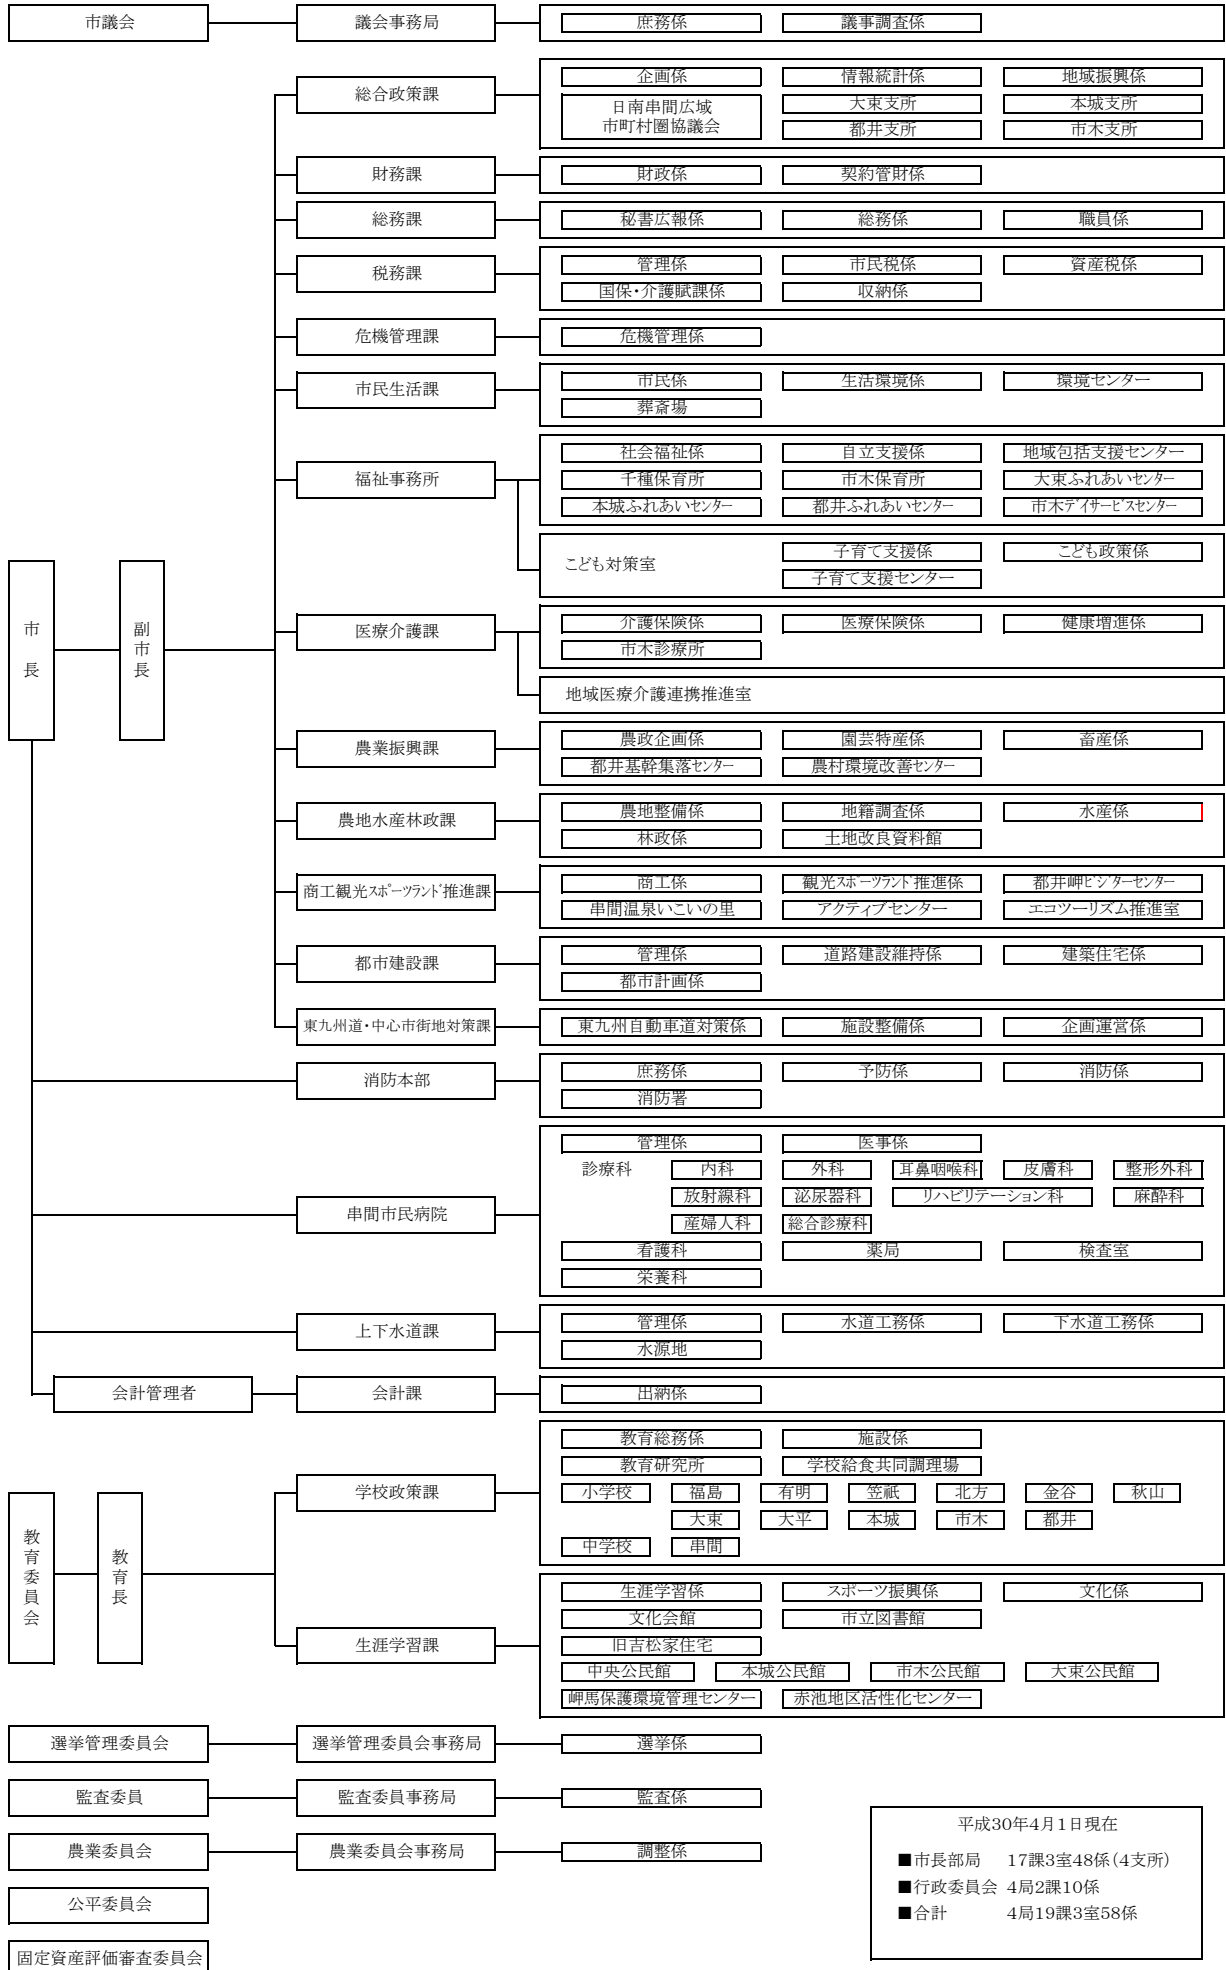 市議会 議会事務局 庶務係 議事調査係
総合政策課 企画係 情報統計係 地域振興係
日南串間広域市町村圏協議会 大束支所 本城支所
都井支所 市木支所
財務課 財政係 契約管財係
総務課 秘書広報係 総務係 職員係
税務課 管理係 市民税係 資産税係
国保・介護賦課係 収納係
危機管理課 危機管理係
市民生活課 市民係 生活環境係 環境センター
葬斎場
福祉事務所 社会福祉係 自立支援係 地域包括支援センター
千種保育所 市木保育所 大束ふれあいセンター
本城ふれあいセンター 都井ふれあいセンター 市木デイサービスセンター
こども対策室 子育て支援係 こども政策係
子育て支援センター
市長 副市長
医療介護課 介護保険係 医療保険係 健康増進係
市木診療所
地域医療介護連携推進室
農業振興課 農政企画係 園芸特産係 畜産係
都井基幹集落センター 農村環境改善センター
農地水産林政課 農地整備係 地籍調査係 水産係
林政係 土地改良資料館
商工観光スポーツランド推進課 商工係 観光スポーツランド推進係 都井岬ビジターセンター
串間温泉いこいの里 アクティブセンター エコツーリズム推進室
都市建設課 管理係 道路建設維持係 建築住宅係
都市計画係
東九州道・中心市街地対策課 東九州自動車道対策係 施設整備係 企画運営係
消防本部 庶務係 予防係 消防係
消防署
串間市民病院 管理係 医事係
診療科 内科 外科 耳鼻咽喉科 皮膚科 整形外科
放射線科 泌尿器科 リハビリテーション科 麻酔科
産婦人科 総合診療科
看護科 薬局 検査室
栄養科
上下水道課 管理係 水道工務係 下水道工務係
水源地
会計管理者 会計課 出納係
教育委員会 教育長
学校政策課 教育総務係 施設係
教育研究所 学校給食共同調理場
小学校 福島 有明 笠祇 北方 金谷 秋山
大束 大平 本城 市木 都井
中学校 串間
生涯学習課 生涯学習係 スポーツ振興係 文化係
文化会館 市立図書館
旧吉松家住宅
中央公民館 本城公民館 市木公民館 大束公民館
岬馬保護環境管理センター 赤池地区活性化センター
選挙管理委員会 選挙管理委員会事務局 選挙係
監査委員 監査委員事務局 監査係
農業委員会 農業委員会事務局 調整係
公平委員会
固定資産評価審査委員会
平成30年4月1日現在
■市長部局 17課3室48係(4支所)
■行政委員会 4局2課10係
■合計 4局19課3室58係